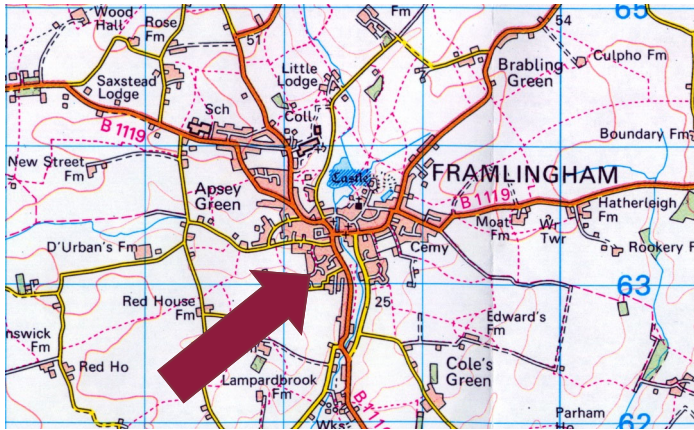 Wood
Hall
Rose
Fm
Fm
65
54
51
Culpho Fm
Brabling
Green
Saxstead
Lodge
Little
Lodge
Sch
Coll
B 1119
Boundary Fm
New Street
Fm
Castle
FRAMLINGHAM
Apsey
Green
B 1119
Hatherleigh
Fm
Moat
Fm
Wr
Twr
D'Urban's Fm
Cemy
Rookery F
Red House
Fm
25
63
nswick
Fm
Edward's
Fm
Red Ho
Lampardbrook
Fm
Cole's
Green
B 111
Wks
Parham
Ho
62